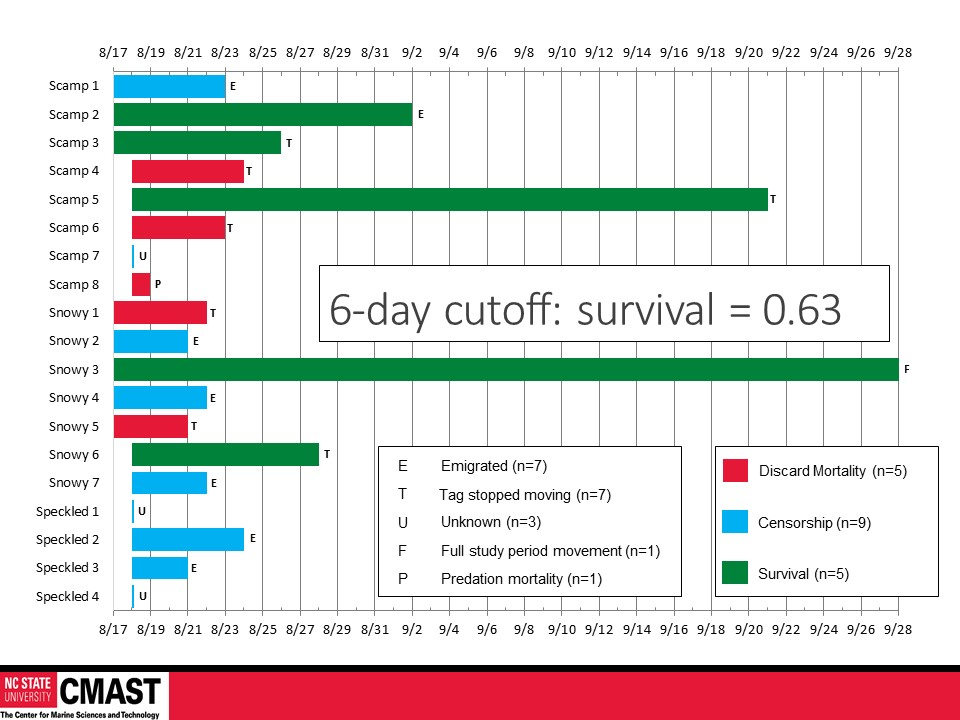 8/17 8/19 8/21 8/23 8/25 8/27 8/29 8/31 9/2 9/4 9/6 9/8 9/10 9/12 9/14 9/16 9/18 9/20 9/22 9/24 9/26 9/28
Scamp 1 E
Scamp 2 E
Scamp 3 T
Scamp 4 T
Scamp 5 T
Scamp 6 T
Scamp 7 U
Scamp 8 P
Snowy 1 T
6-day cutoff: survival = 0.63
Snowy 2 E
Snowy 3 F
Snowy 4 E
Snowy 5 T
Snowy 6 T
Snowy 7 E
Speckled 1 U
Speckled 2 E
Speckled 3 E
Speckled 4 U
E Emigrated (n=7)
T Tag stopped moving (n=7)
U Unknown (n=3)
F Full study period movement (n=1)
P Predation mortality (n=1)
Discard Mortality (n=5)
Censorship (n=9)
Survival (n=5)
8/17 8/19 8/21 8/23 8/25 8/27 8/29 8/31 9/2 9/4 9/6 9/8 9/10 9/12 9/14 9/16 9/18 9/20 9/22 9/24 9/26 9/28
NC STATE
UNIVERSITY
CMAST
The Center for Marine Sciences and Technology